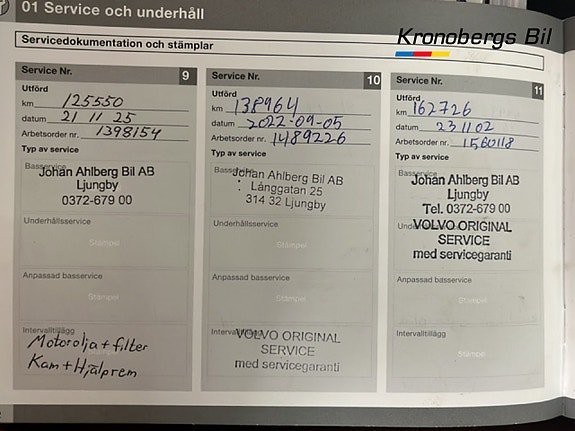 01 Service och underhåll
Kronobergs Bil
Servicedokumentation och stämplar
Service Nr. 9
Utförd
km 125550
datum 21 11 25
Arbetsorder nr. 1398154
Typ av service
Basservice
Johan Ahlberg Bil AB
Ljungby
0372-679 00
Underhållsservice
Stämpel
Anpassad basservice
Stämpel
Intervalltillägg
Motorolja + filter
Kam + Hjälprem
Service Nr. 10
Utförd
km 138964
datum 2022-09-05
Arbetsorder nr. 1489226
Typ av service
Basservice
Johan Ahlberg Bil AB
Långgatan 25
314 32 Ljungby
Underhållsservice
Stämpel
Anpassad basservice
Stämpel
Intervalltillägg
VOLVO ORIGINAL
SERVICE
med servicegaranti
Service Nr. 11
Utförd
km 162726
datum 231102
Arbetsorder nr. 1560118
Typ av service
Basservice
Johan Ahlberg Bil AB
Ljungby
Tel. 0372-679 00
Underhållsservice
VOLVO ORIGINAL
SERVICE
med servicegaranti
Anpassad basservice
Stämpel
Intervalltillägg
Stämpel